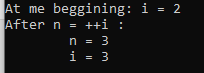 At me beggining: i = 2
After n = ++i :
n = 3
i = 3